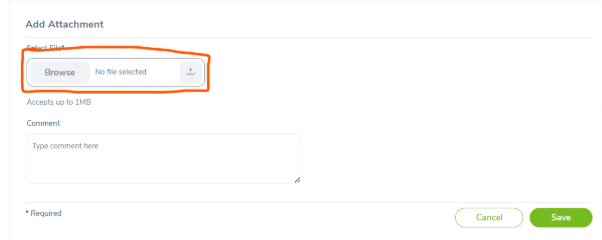 Add Attachment
Select File*
Browse No file selected
Accepts up to 1MB
Comment
Type comment here
* Required
Cancel Save